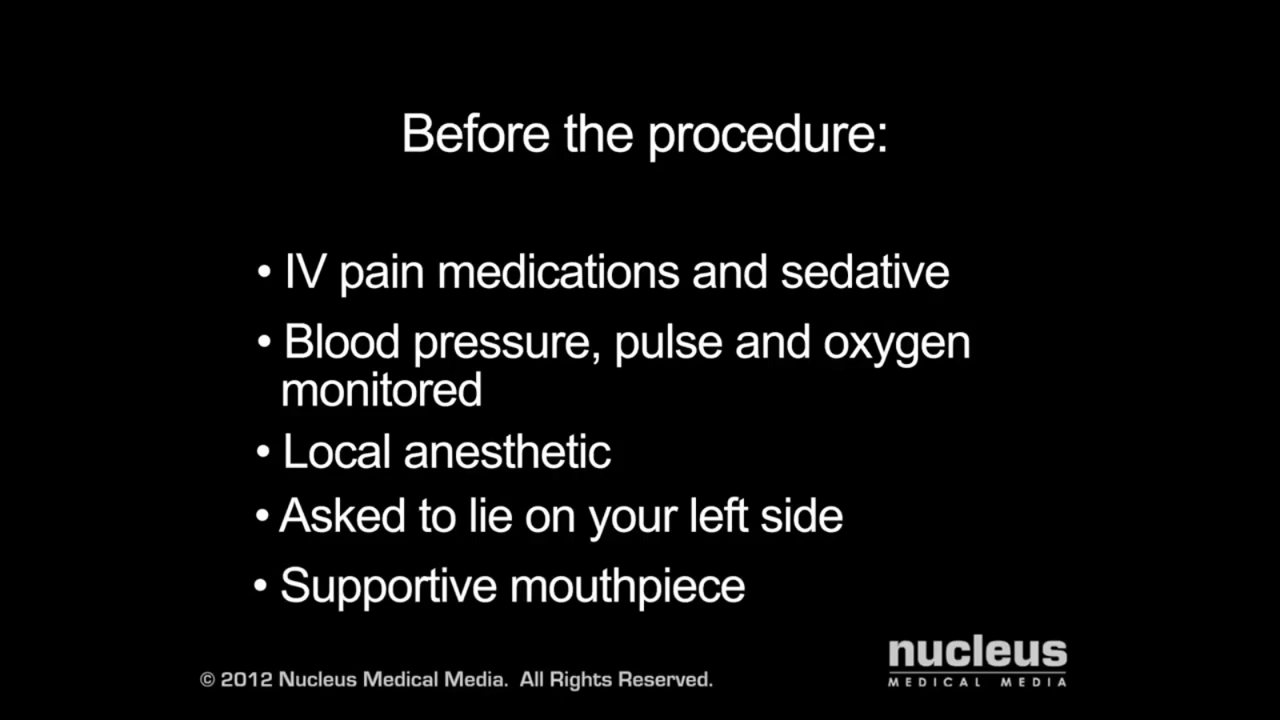 Before the procedure:
• IV pain medications and sedative
• Blood pressure, pulse and oxygen
monitored
• Local anesthetic
• Asked to lie on your left side
• Supportive mouthpiece
nucleus
MEDICAL MEDIA
© 2012 Nucleus Medical Media. All Rights Reserved.